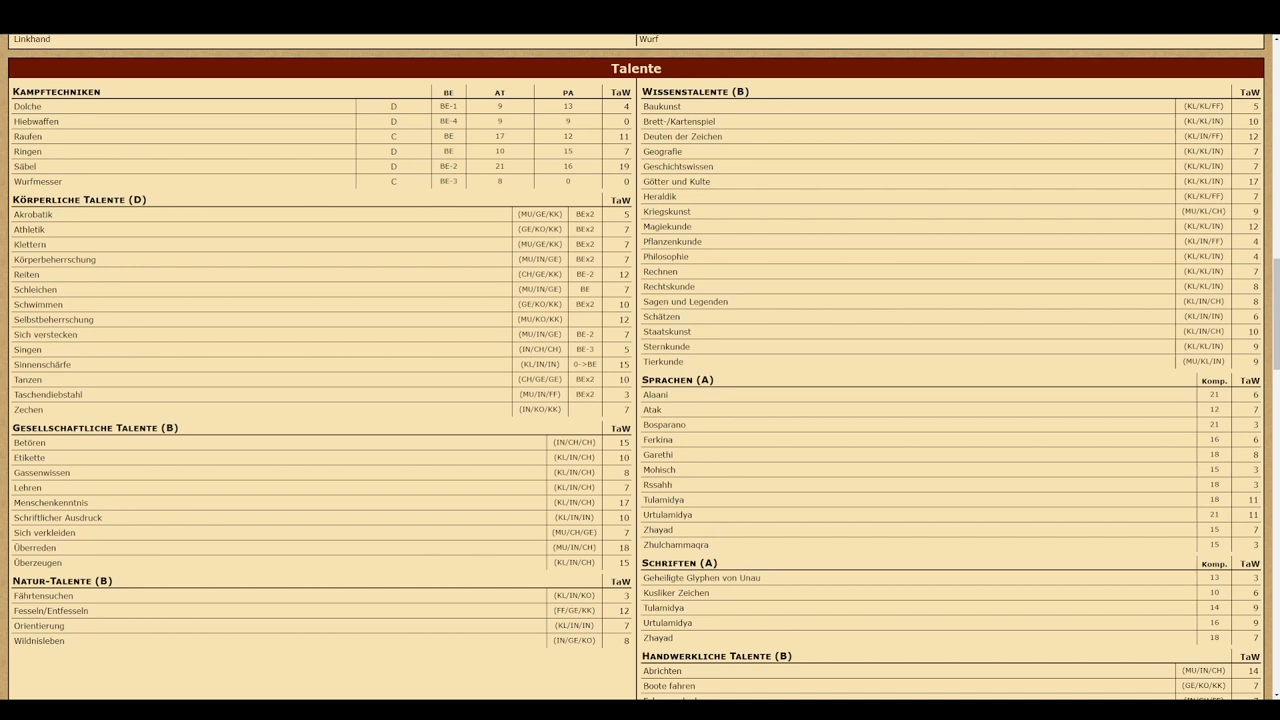 Linkhand
Wurf
Talente
KAMPFTECHNIKEN BE AT PA TaW
Dolche D BE-1 9 13 4
Hiebwaffen D BE-4 9 9 0
Raufen C BE 17 12 11
Ringen D BE 10 15 7
Säbel D BE-2 21 16 19
Wurfmesser C BE-3 8 0 0
KÖRPERLICHE TALENTE (D) TaW
Akrobatik (MU/GE/KK) BEx2 5
Athletik (GE/KO/KK) BEx2 7
Klettern (MU/GE/KK) BEx2 7
Körperbeherrschung (MU/IN/GE) BEx2 7
Reiten (CH/GE/KK) BE-2 12
Schleichen (MU/IN/GE) BE 7
Schwimmen (GE/KO/KK) BEx2 10
Selbstbeherrschung (MU/KO/KK) 12
Sich verstecken (MU/IN/GE) BE-2 7
Singen (IN/CH/CH) BE-3 5
Sinnenschärfe (KL/IN/IN) 0->BE 15
Tanzen (CH/GE/GE) BEx2 10
Taschendiebstahl (MU/IN/FF) BEx2 3
Zechen (IN/KO/KK) 7
GESELLSCHAFTLICHE TALENTE (B) TaW
Betören (IN/CH/CH) 15
Etikette (KL/IN/CH) 10
Gassenwissen (KL/IN/CH) 8
Lehren (KL/IN/CH) 7
Menschenkenntnis (KL/IN/CH) 17
Schriftlicher Ausdruck (KL/IN/IN) 10
Sich verkleiden (MU/CH/GE) 7
Überreden (MU/IN/CH) 18
Überzeugen (KL/IN/CH) 15
NATUR-TALENTE (B) TaW
Fährtensuchen (KL/IN/KO) 3
Fesseln/Entfesseln (FF/GE/KK) 12
Orientierung (KL/IN/IN) 7
Wildnisleben (IN/GE/KO) 8
WISSENSTALENTE (B) TaW
Baukunst (KL/KL/FF) 5
Brett-/Kartenspiel (KL/KL/IN) 10
Deuten der Zeichen (KL/IN/FF) 12
Geografie (KL/KL/IN) 7
Geschichtswissen (KL/KL/IN) 7
Götter und Kulte (KL/KL/IN) 17
Heraldik (KL/KL/FF) 7
Kriegskunst (MU/KL/CH) 9
Magiekunde (KL/KL/IN) 12
Pflanzenkunde (KL/IN/FF) 4
Philosophie (KL/KL/IN) 4
Rechnen (KL/KL/IN) 7
Rechtskunde (KL/KL/IN) 8
Sagen und Legenden (KL/IN/CH) 8
Schätzen (KL/IN/IN) 6
Staatskunst (KL/IN/CH) 10
Sternkunde (KL/KL/IN) 9
Tierkunde (MU/KL/IN) 9
SPRACHEN (A) Komp. TaW
Alaani 21 6
Atak 12 7
Bosparano 21 3
Ferkina 16 6
Garethi 18 8
Mohisch 15 3
Rssahh 18 3
Tulamidya 18 11
Urtulamidya 21 11
Zhayad 15 7
Zhulchammaqra 15 3
SCHRIFTEN (A) Komp. TaW
Geheiligte Glyphen von Unau 13 3
Kusliker Zeichen 10 6
Tulamidya 14 9
Urtulamidya 16 9
Zhayad 18 7
HANDWERKLICHE TALENTE (B) TaW
Abrichten (MU/IN/CH) 14
Boote fahren (GE/KO/KK) 7